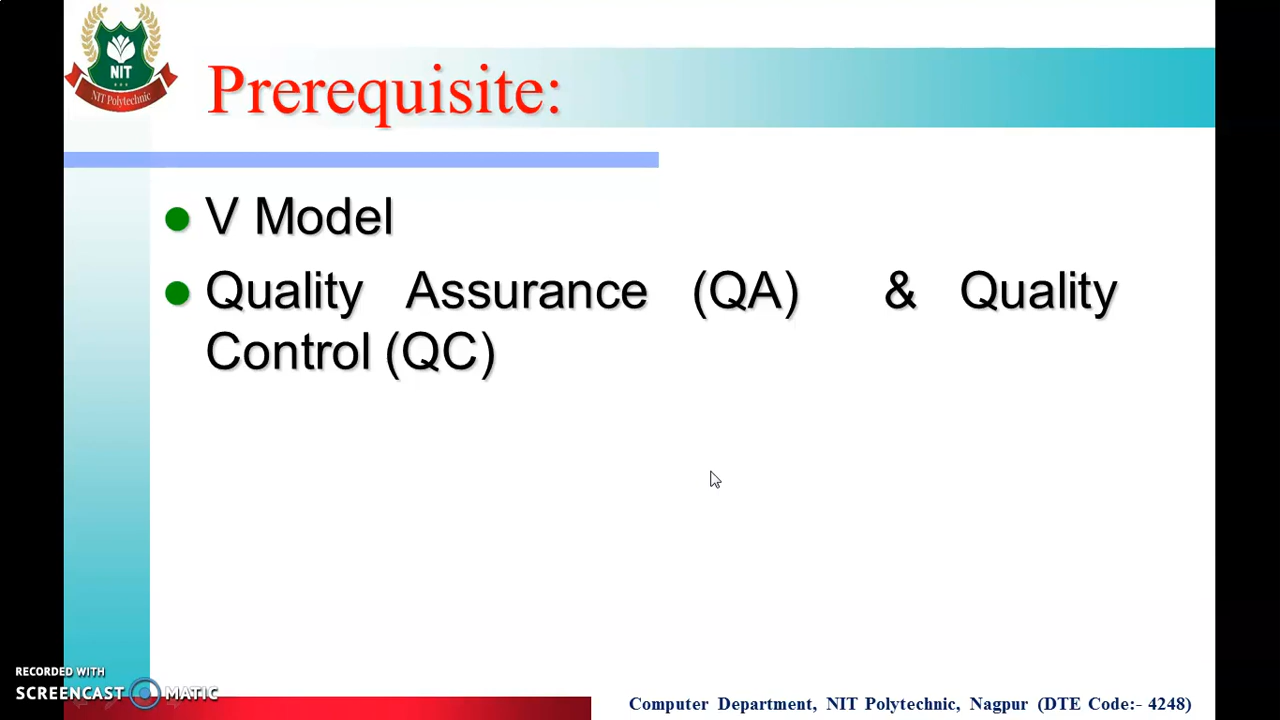 NIT
NIT Polytechnic
Prerequisite:
V Model
Quality Assurance (QA) & Quality
Control (QC)
RECORDED WITH
SCREENCAST MATIC
Computer Department, NIT Polytechnic, Nagpur (DTE Code:- 4248)